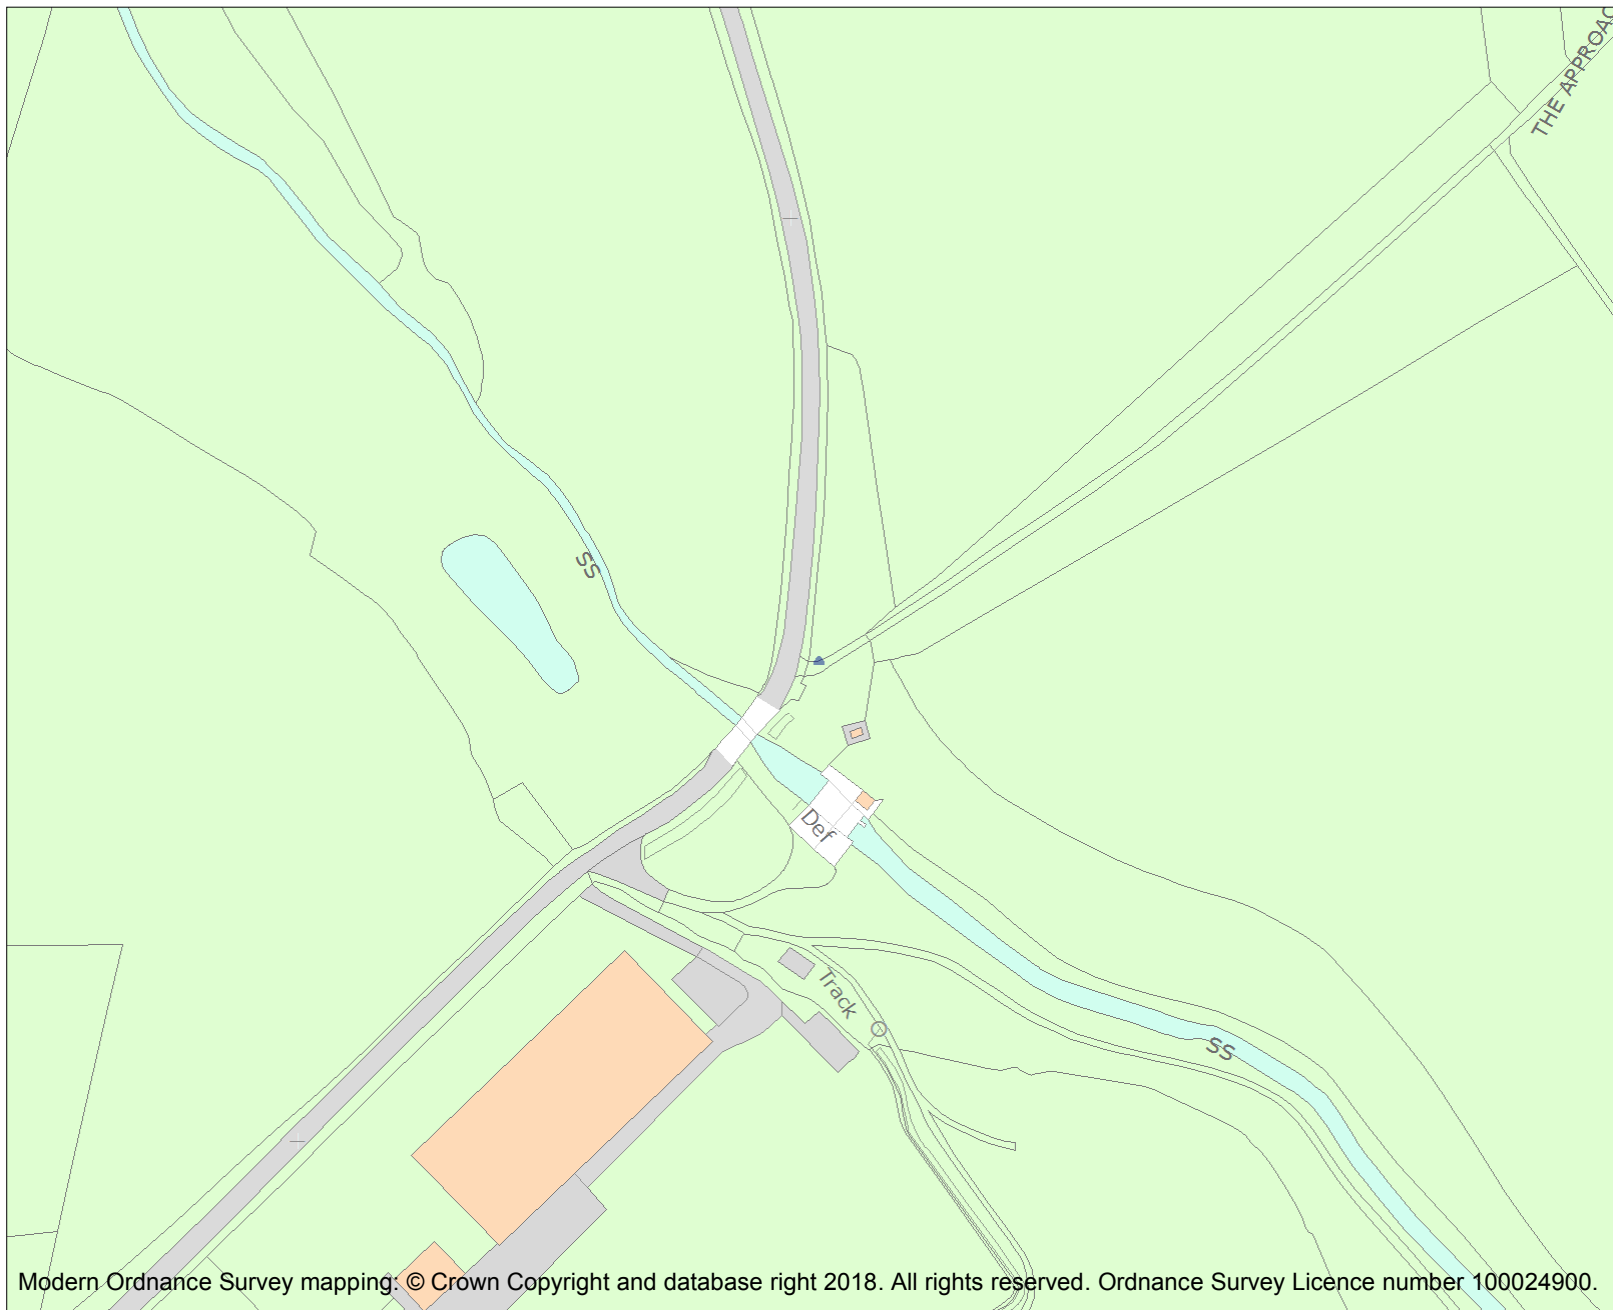 THE APPROAC
SS
Def
Track
SS
Modern Ordnance Survey mapping: © Crown Copyright and database right 2018. All rights reserved. Ordnance Survey Licence number 100024900.